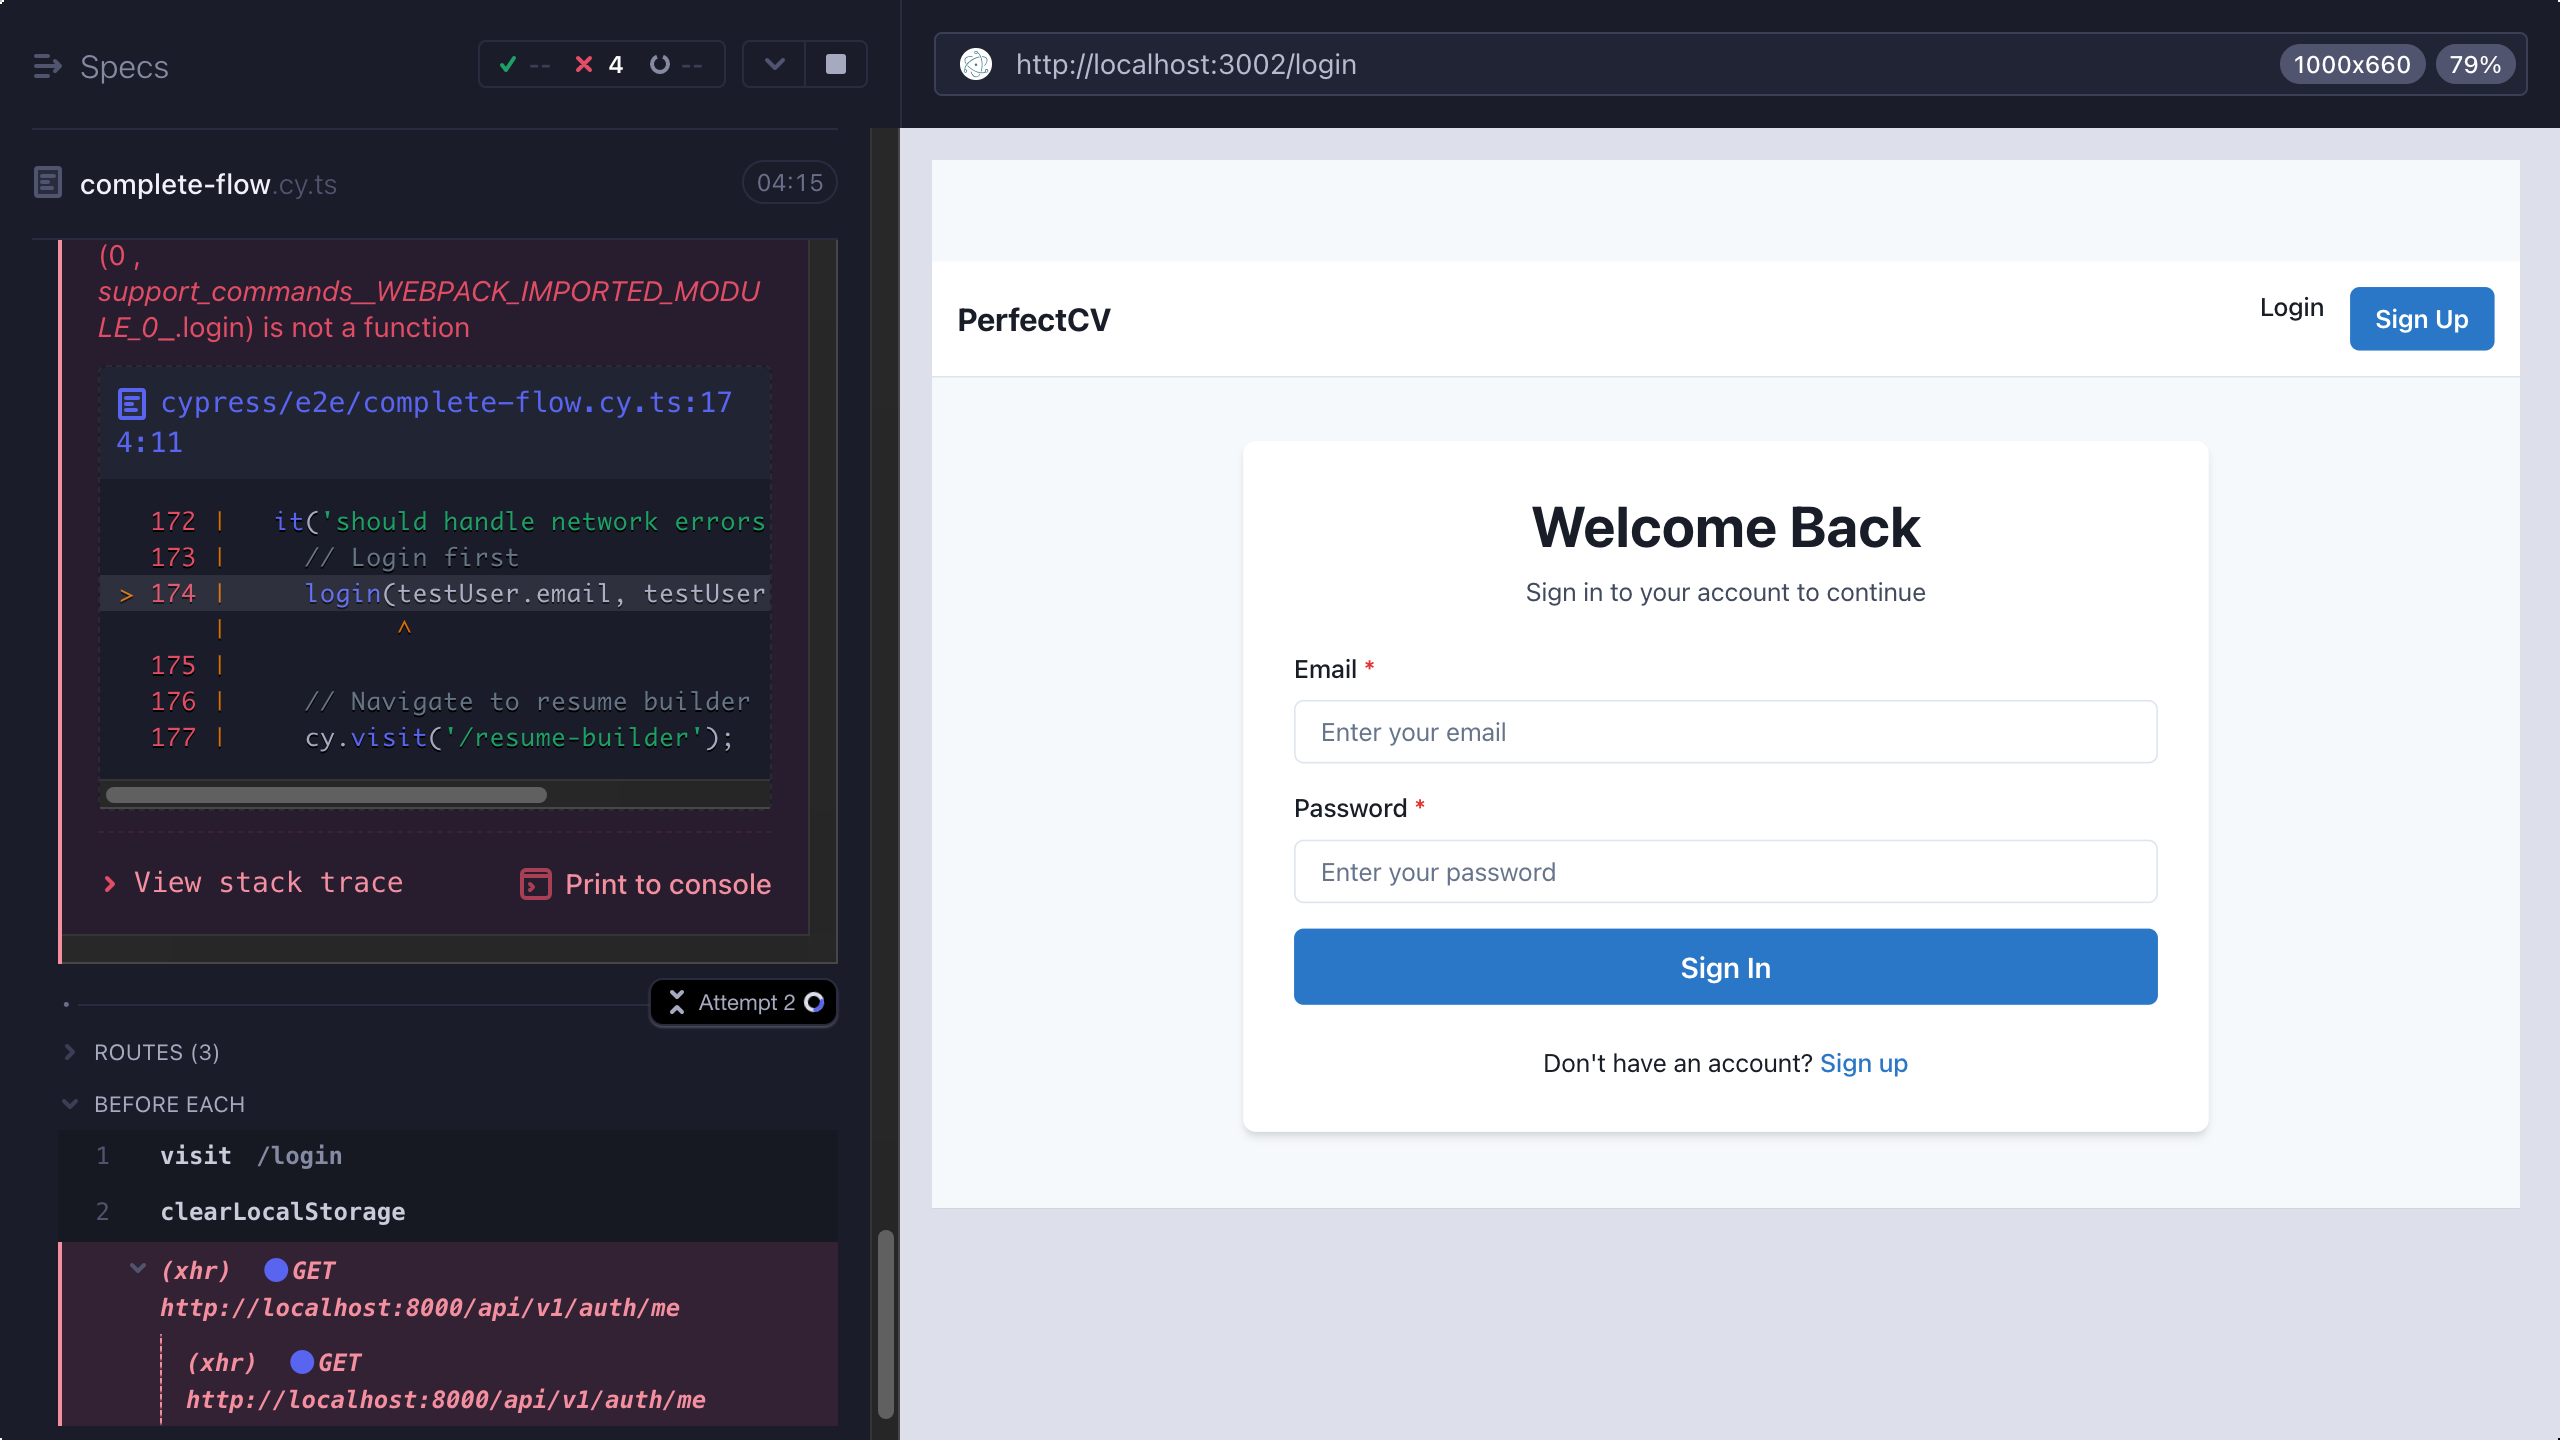 Specs
-- 4 --
complete-flow.cy.ts
04:15
(0 ,
support_commands__WEBPACK_IMPORTED_MODU
LE_0_.login) is not a function
cypress/e2e/complete-flow.cy.ts:17
4:11
172 | it('should handle network errors
173 | // Login first
> 174 | login(testUser.email, testUser
| ^
175 |
176 | // Navigate to resume builder
177 | cy.visit('/resume-builder');
View stack trace
Print to console
Attempt 2
ROUTES (3)
BEFORE EACH
1 visit /login
2 clearLocalStorage
(xhr) GET
http://localhost:8000/api/v1/auth/me
(xhr) GET
http://localhost:8000/api/v1/auth/me
http://localhost:3002/login
1000x660
79%
PerfectCV
Login
Sign Up
Welcome Back
Sign in to your account to continue
Email *
Enter your email
Password *
Enter your password
Sign In
Don't have an account? Sign up